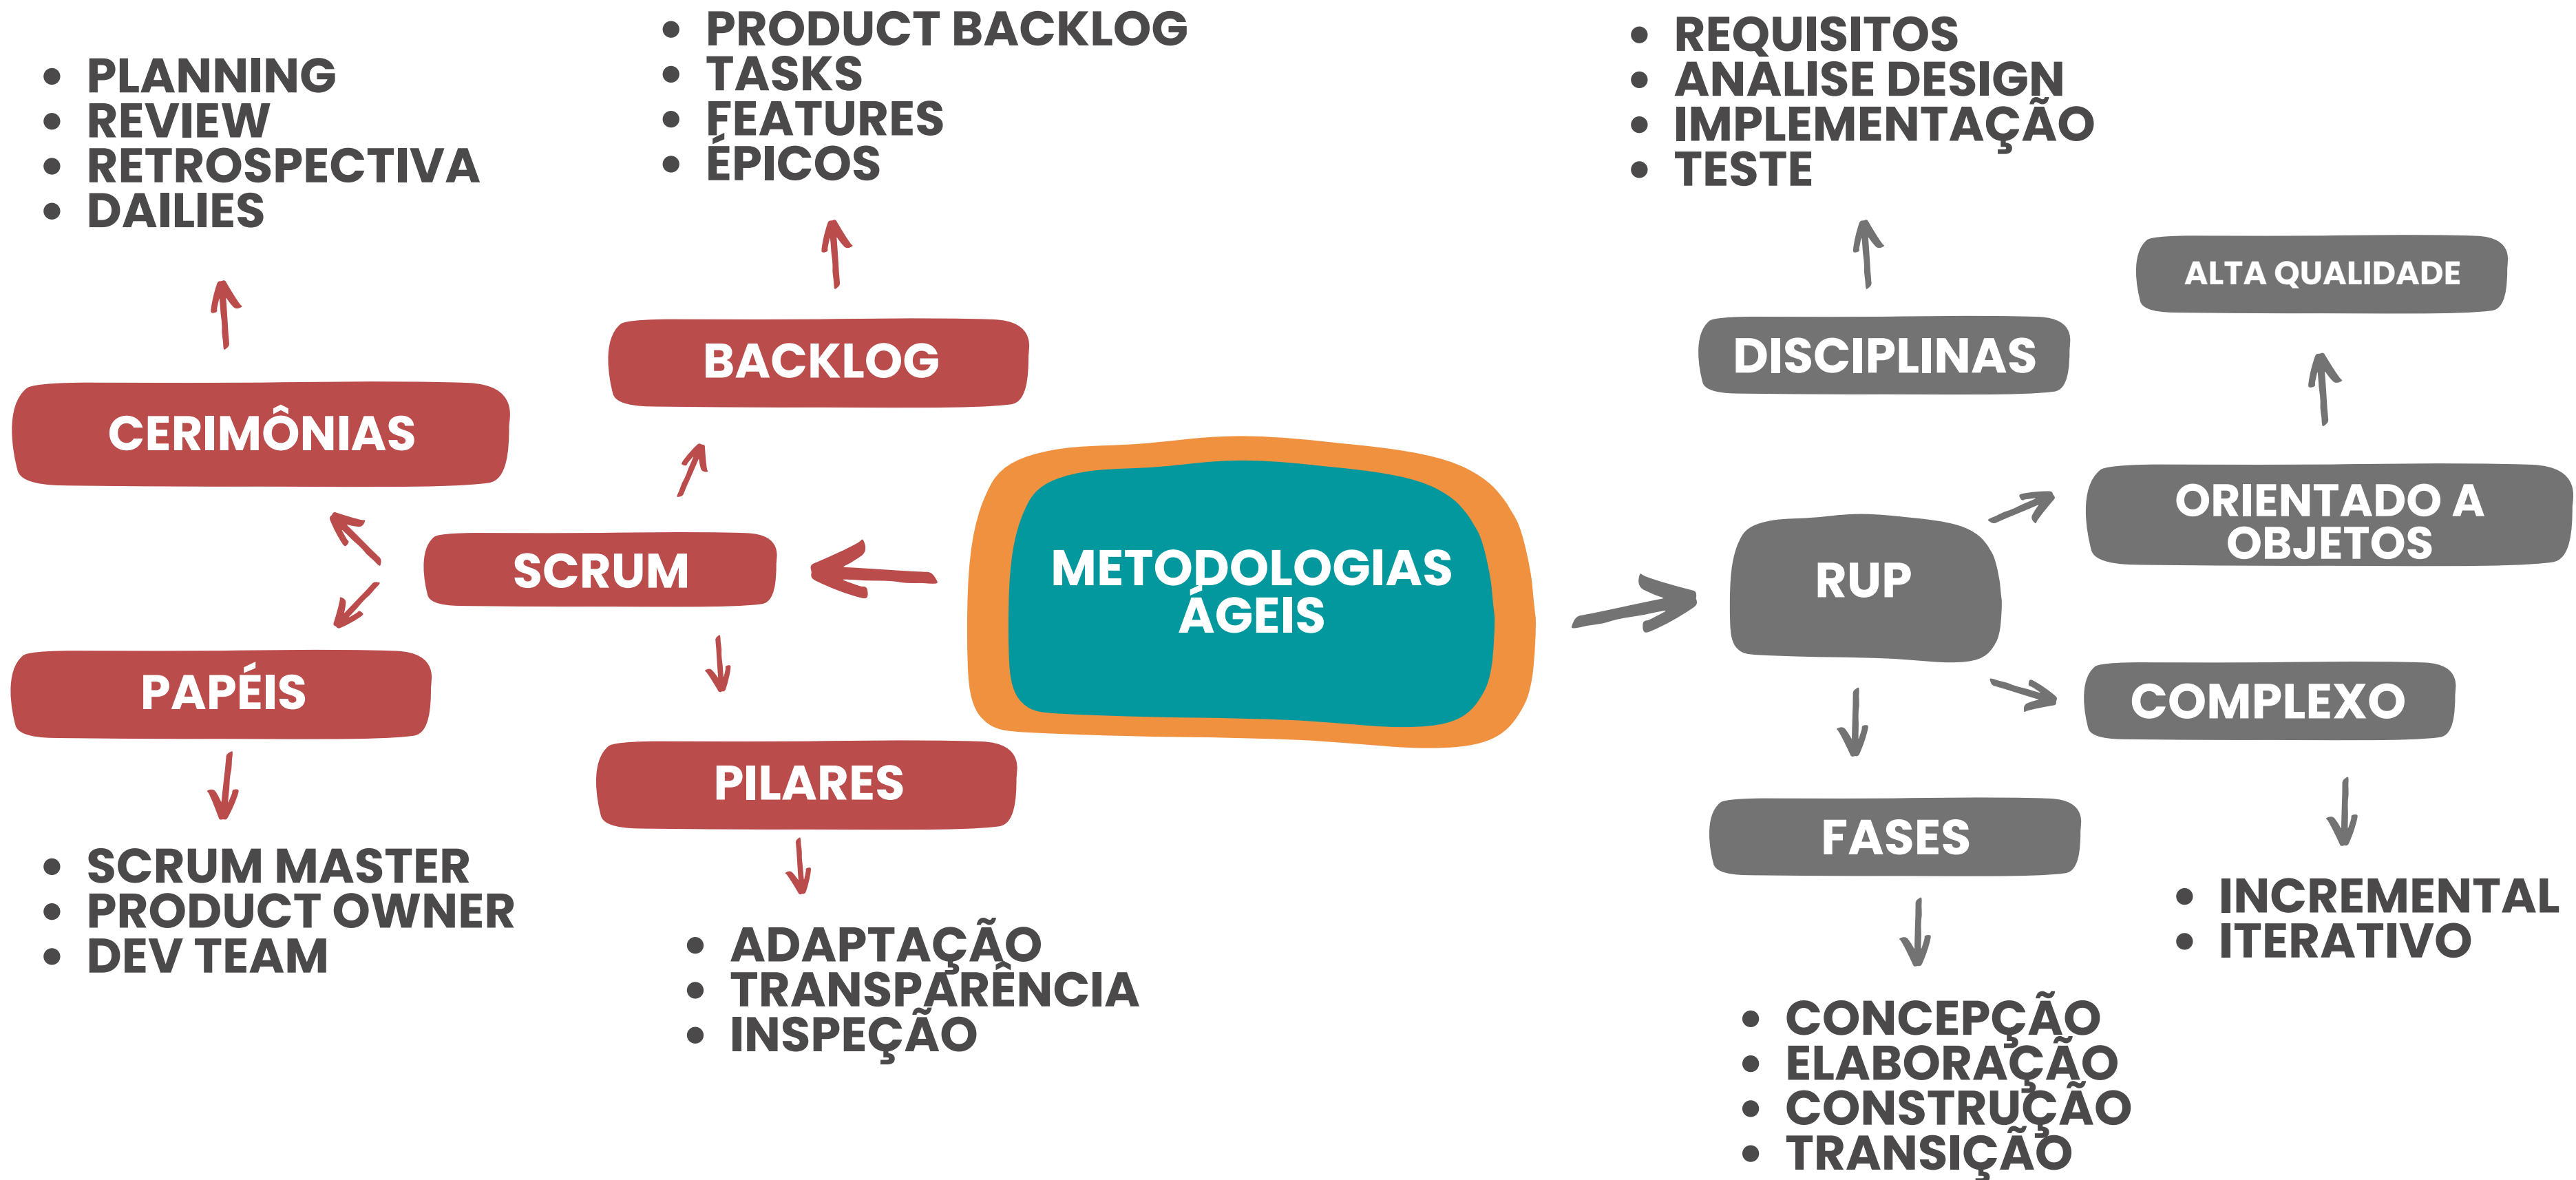 PLANNING
REVIEW
RETROSPECTIVA
DAILIES
CERIMÔNIAS
PRODUCT BACKLOG
TASKS
FEATURES
ÉPICOS
BACKLOG
SCRUM
PAPÉIS
SCRUM MASTER
PRODUCT OWNER
DEV TEAM
PILARES
ADAPTAÇÃO
TRANSPARÊNCIA
INSPEÇÃO
METODOLOGIAS
ÁGEIS
REQUISITOS
ANÁLISE DESIGN
IMPLEMENTAÇÃO
TESTE
DISCIPLINAS
ALTA QUALIDADE
ORIENTADO A
OBJETOS
RUP
COMPLEXO
INCREMENTAL
ITERATIVO
FASES
CONCEPÇÃO
ELABORAÇÃO
CONSTRUÇÃO
TRANSIÇÃO